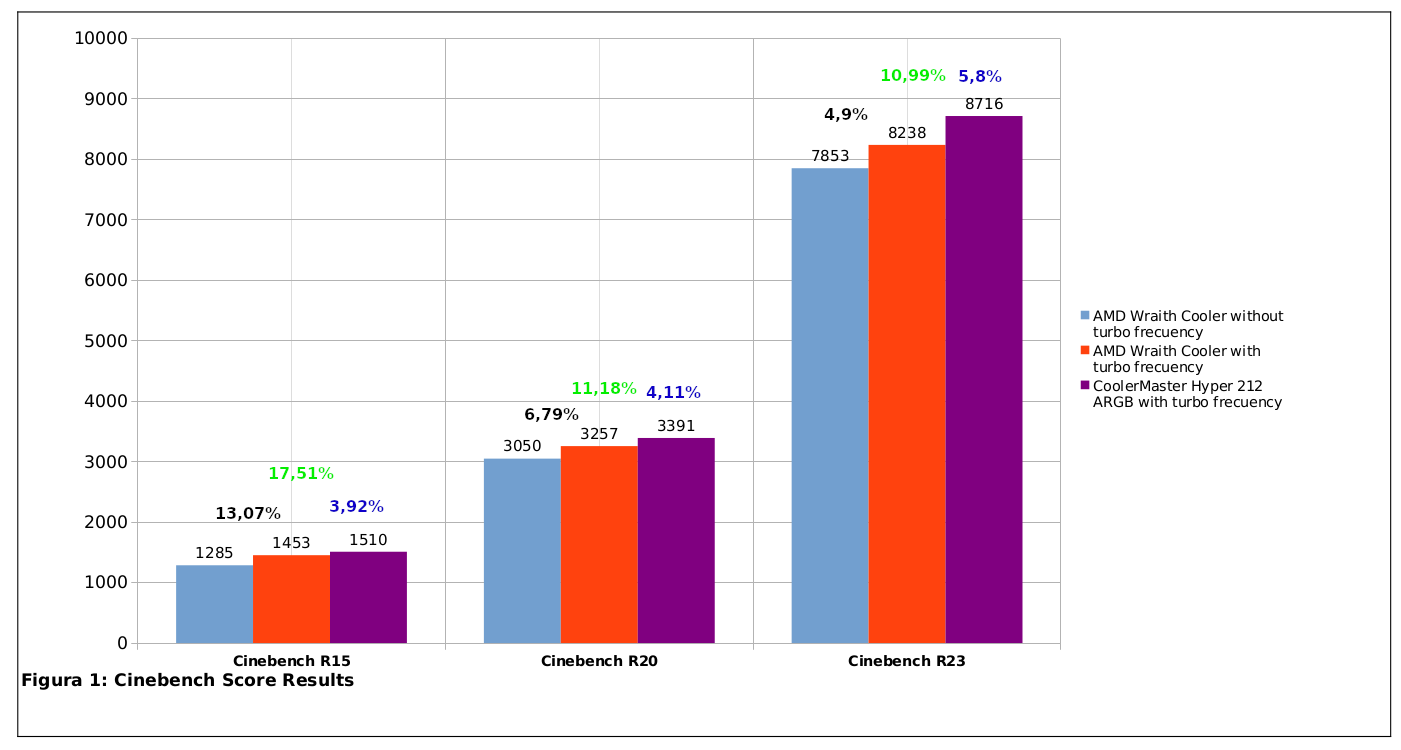 10000
9000
8000
7000
6000
5000
4000
3000
2000
1000
0
17,51%
13,07%
3,92%
1285
1453
1510
11,18%
4,11%
6,79%
3050
3257
3391
10,99%
5,8%
4,9%
7853
8238
8716
Cinebench R15
Cinebench R20
Cinebench R23
AMD Wraith Cooler without
turbo frecuency
AMD Wraith Cooler with
turbo frecuency
CoolerMaster Hyper 212
ARGB with turbo frecuency
Figura 1: Cinebench Score Results